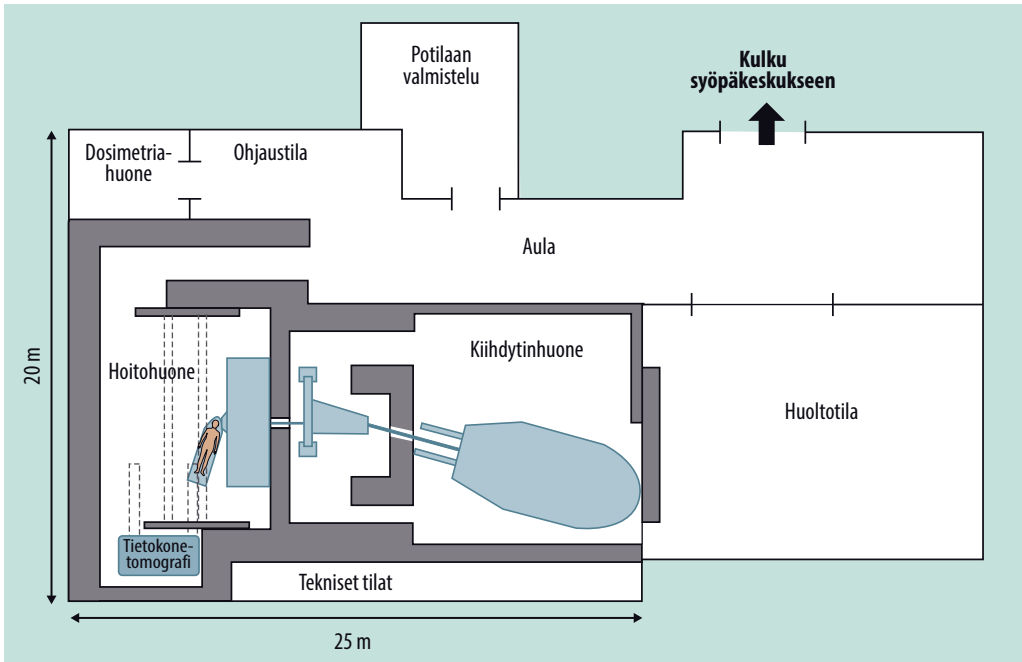 Potilaan
valmistelu
Kulku
syöpäkeskukseen
Dosimetria-
huone
Ohjaustila
Aula
Hoitohuone
Kiihdytinhuone
Huoltotila
20 m
Tietokone-
tomografi
Tekniset tilat
25 m